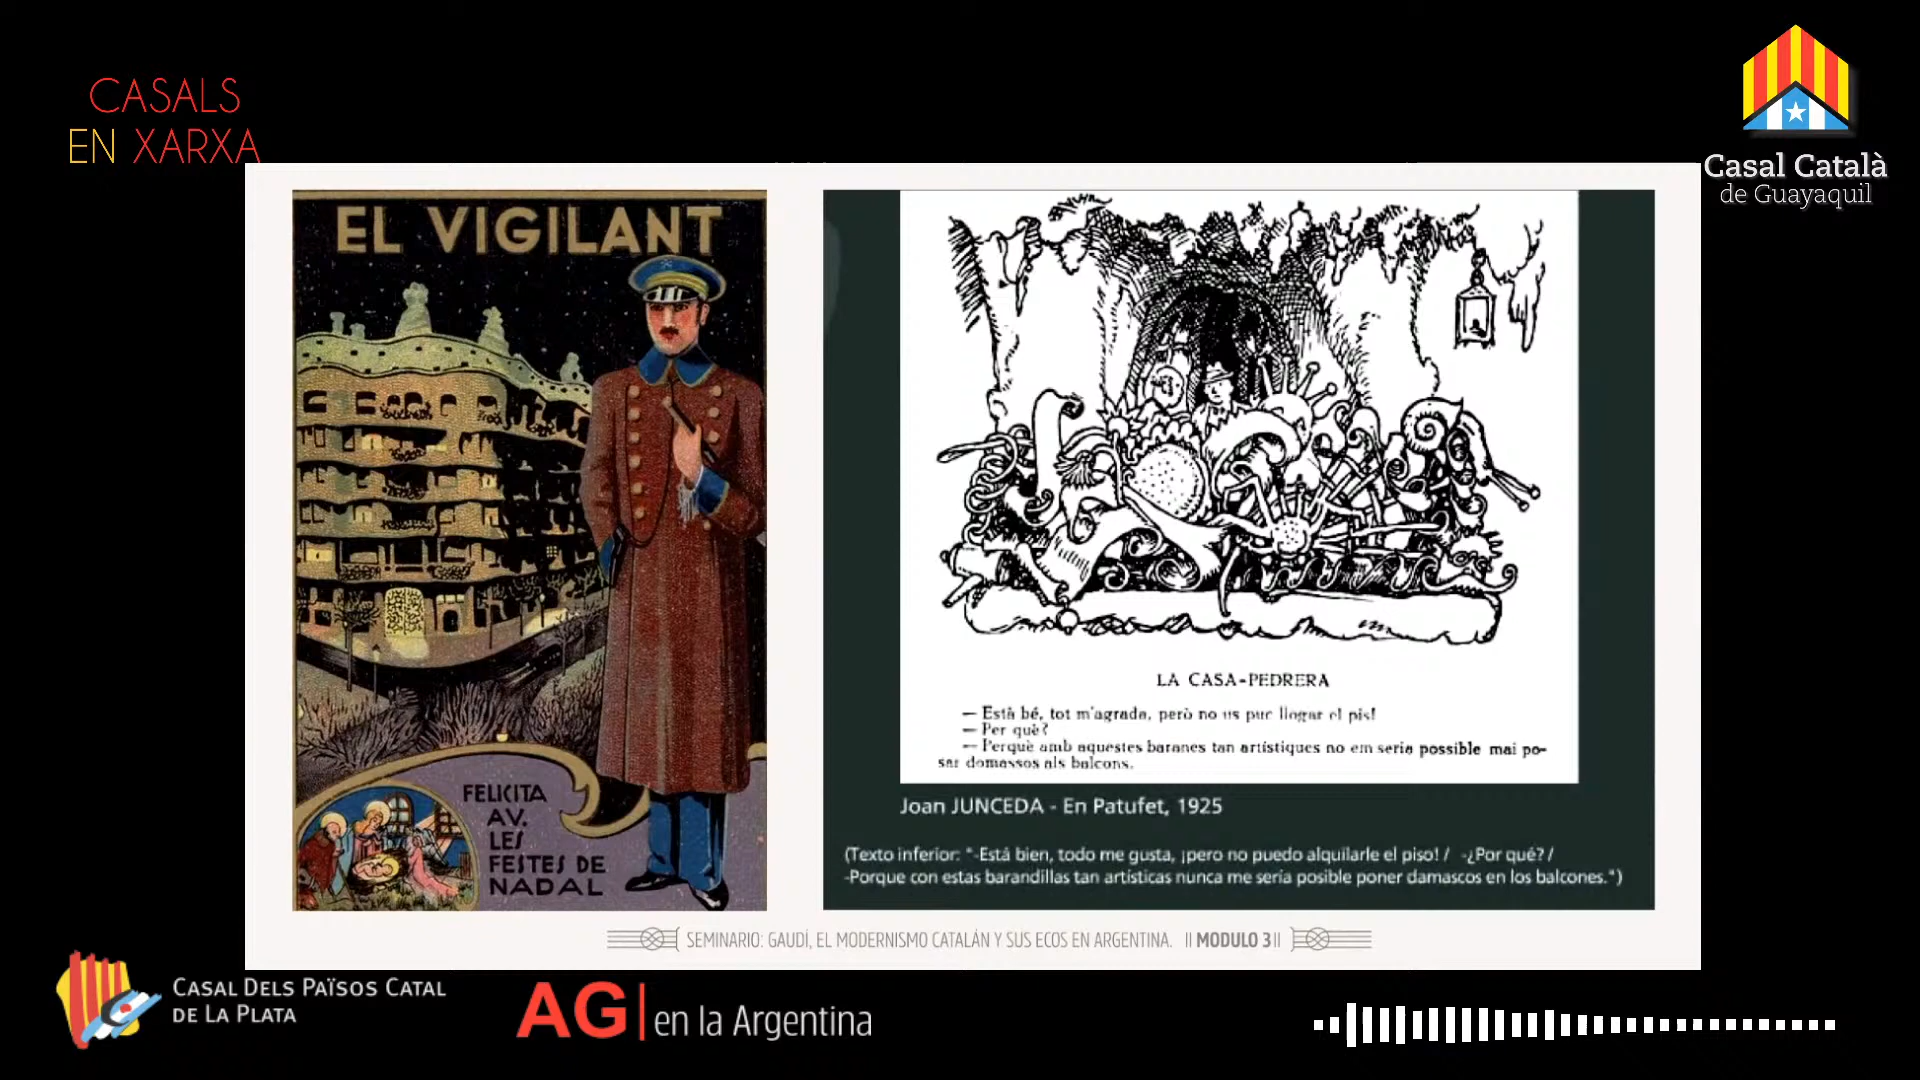 CASALS
EN XARXA
Casal Català
de Guayaquil
EL VIGILANT
FELICITA
AV.
LES
FESTES DE
NADAL
LA CASA-PEDRERA
— Està bé, tot m'agrada, però no us puc llogar el pis!
— Per què?
— Perquè amb aquestes baranes tan artístiques no em seria possible mai po-
sar domassos als balcons.
Joan JUNCEDA - En Patufet, 1925
(Texto inferior: "-Está bien, todo me gusta, ¡pero no puedo alquilarle el piso! / -¿Por qué? /
-Porque con estas barandillas tan artísticas nunca me sería posible poner damascos en los balcones.")
SEMINARIO: GAUDÍ, EL MODERNISMO CATALÁN Y SUS ECOS EN ARGENTINA. || MODULO 3 ||
CASAL DELS PAÏSOS CATAL
DE LA PLATA
AG | en la Argentina